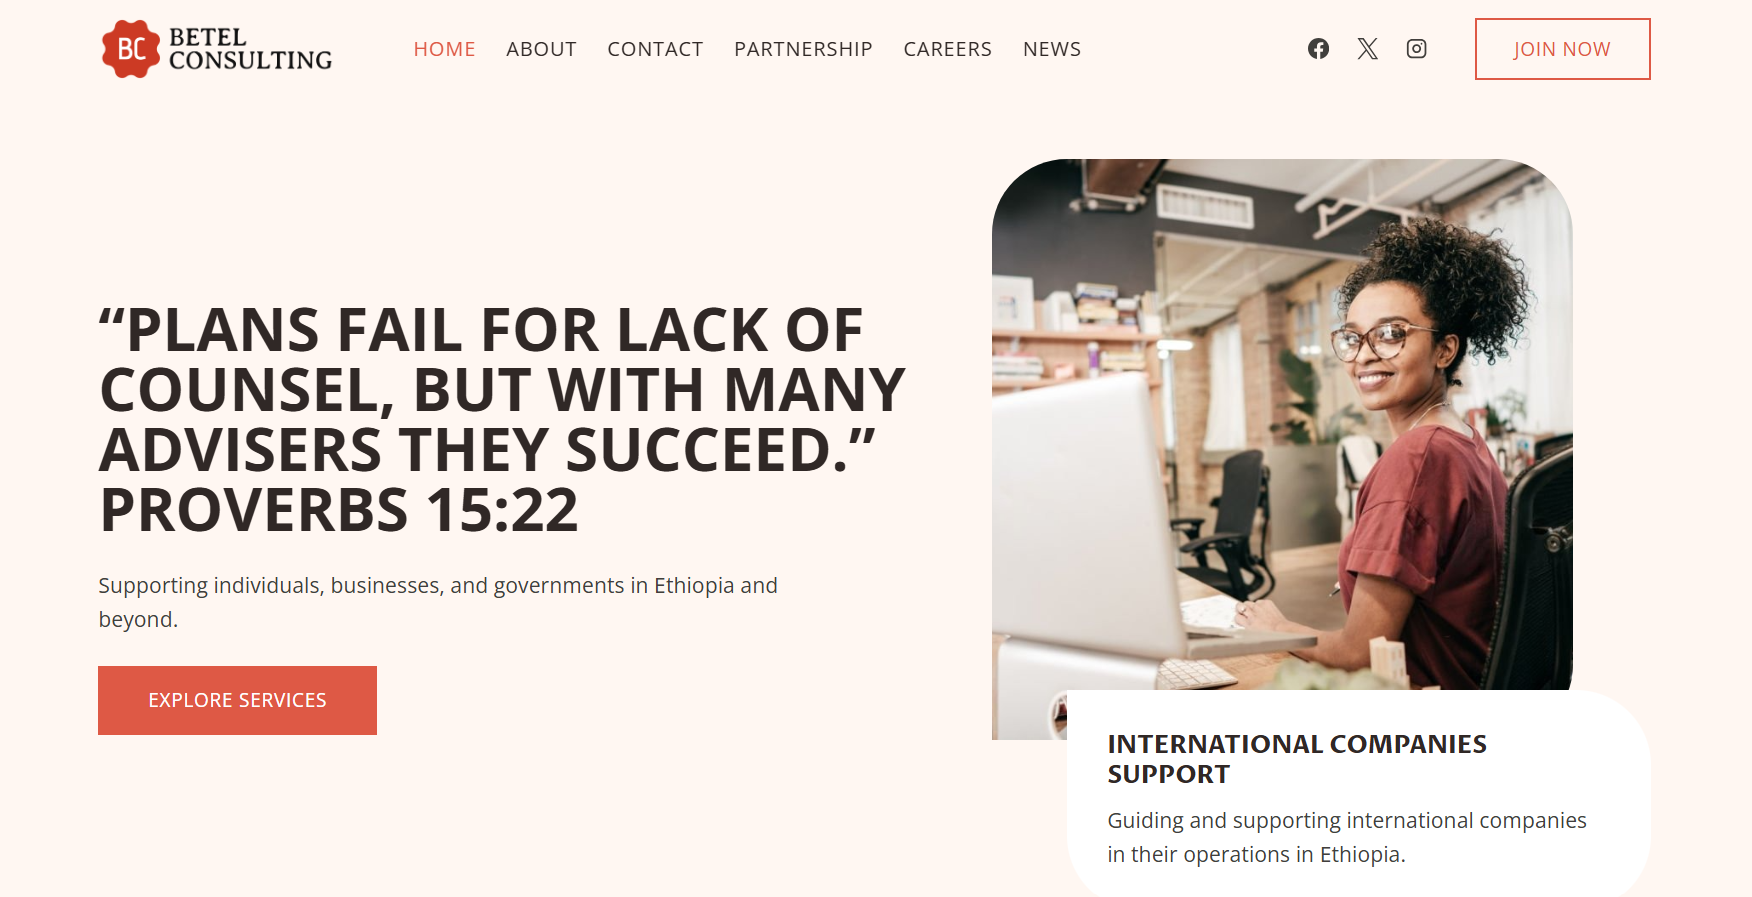 BC
BETEL
CONSULTING
HOME ABOUT CONTACT PARTNERSHIP CAREERS NEWS
JOIN NOW
“PLANS FAIL FOR LACK OF
COUNSEL, BUT WITH MANY
ADVISERS THEY SUCCEED.”
PROVERBS 15:22
Supporting individuals, businesses, and governments in Ethiopia and
beyond.
EXPLORE SERVICES
INTERNATIONAL COMPANIES
SUPPORT
Guiding and supporting international companies
in their operations in Ethiopia.